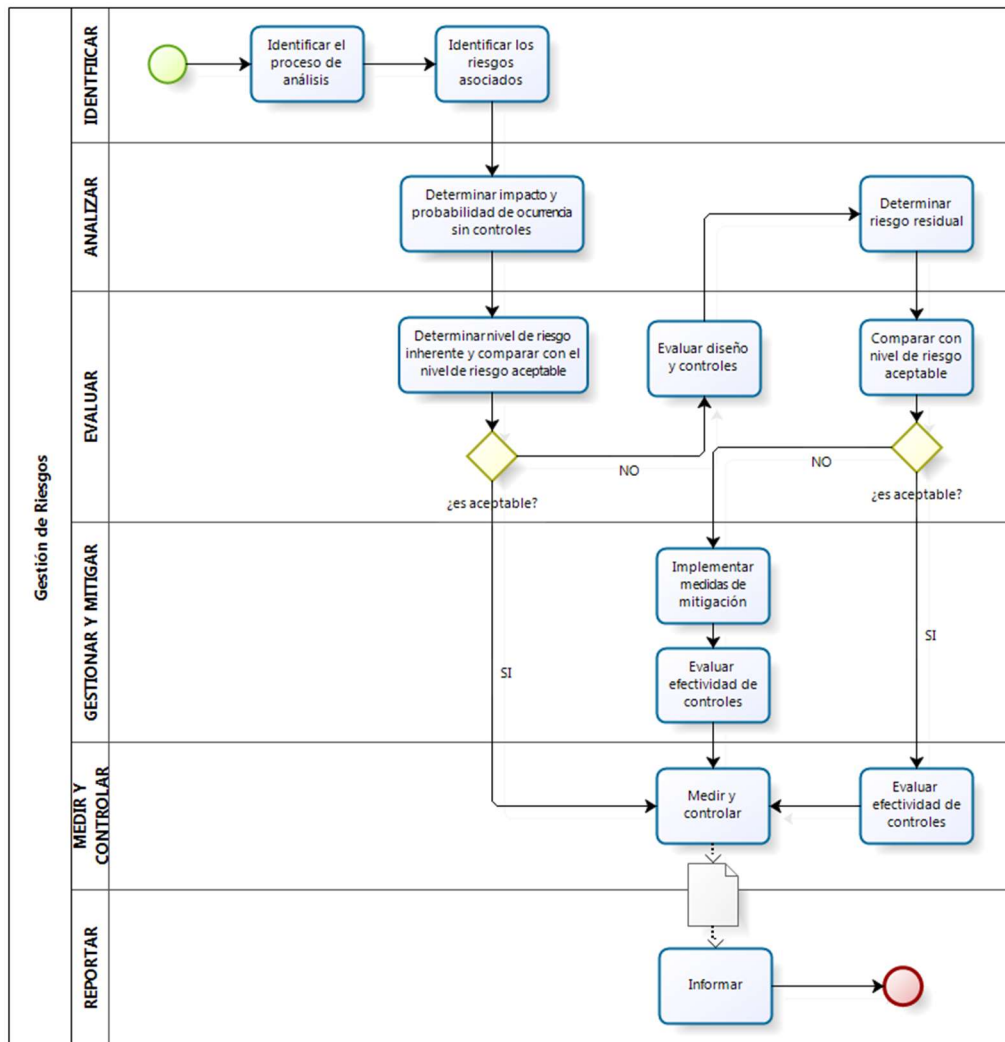 Gestión de Riesgos
IDENTFIICAR
Identificar el
proceso de
análisis
Identificar los
riesgos
asociados
ANALIZAR
Determinar impacto y
probabilidad de ocurrencia
sin controles
Determinar
riesgo residual
EVALUAR
Determinar nivel de riesgo
inherente y comparar con el
nivel de riesgo aceptable
Evaluar diseño
y controles
Comparar con
nivel de riesgo
aceptable
NO
NO
¿es aceptable?
¿es aceptable?
GESTIONAR Y MITIGAR
Implementar
medidas de
mitigación
SI
SI
Evaluar
efectividad de
controles
MEDIR Y
CONTROLAR
Medir y
controlar
Evaluar
efectividad de
controles
REPORTAR
Informar